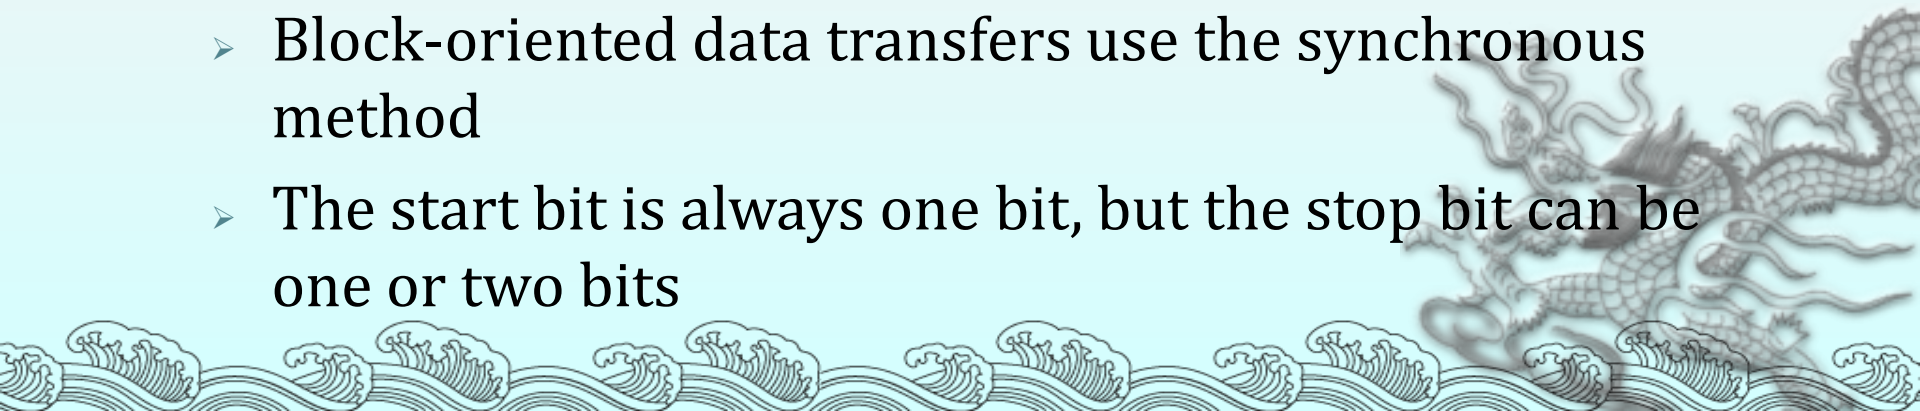 Block-oriented data transfers use the synchronous
method
The start bit is always one bit, but the stop bit can be
one or two bits